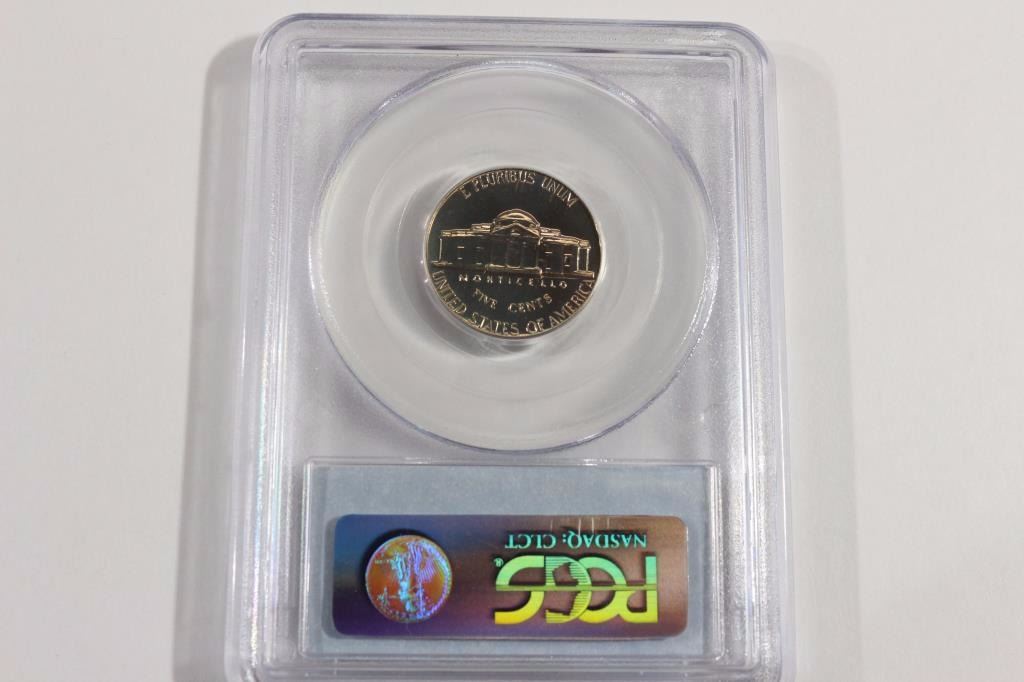 E PLURIBUS UNUM
MONTICELLO
FIVE CENTS
UNITED STATES OF AMERICA
NASDAQ: CLCT
PCGS®